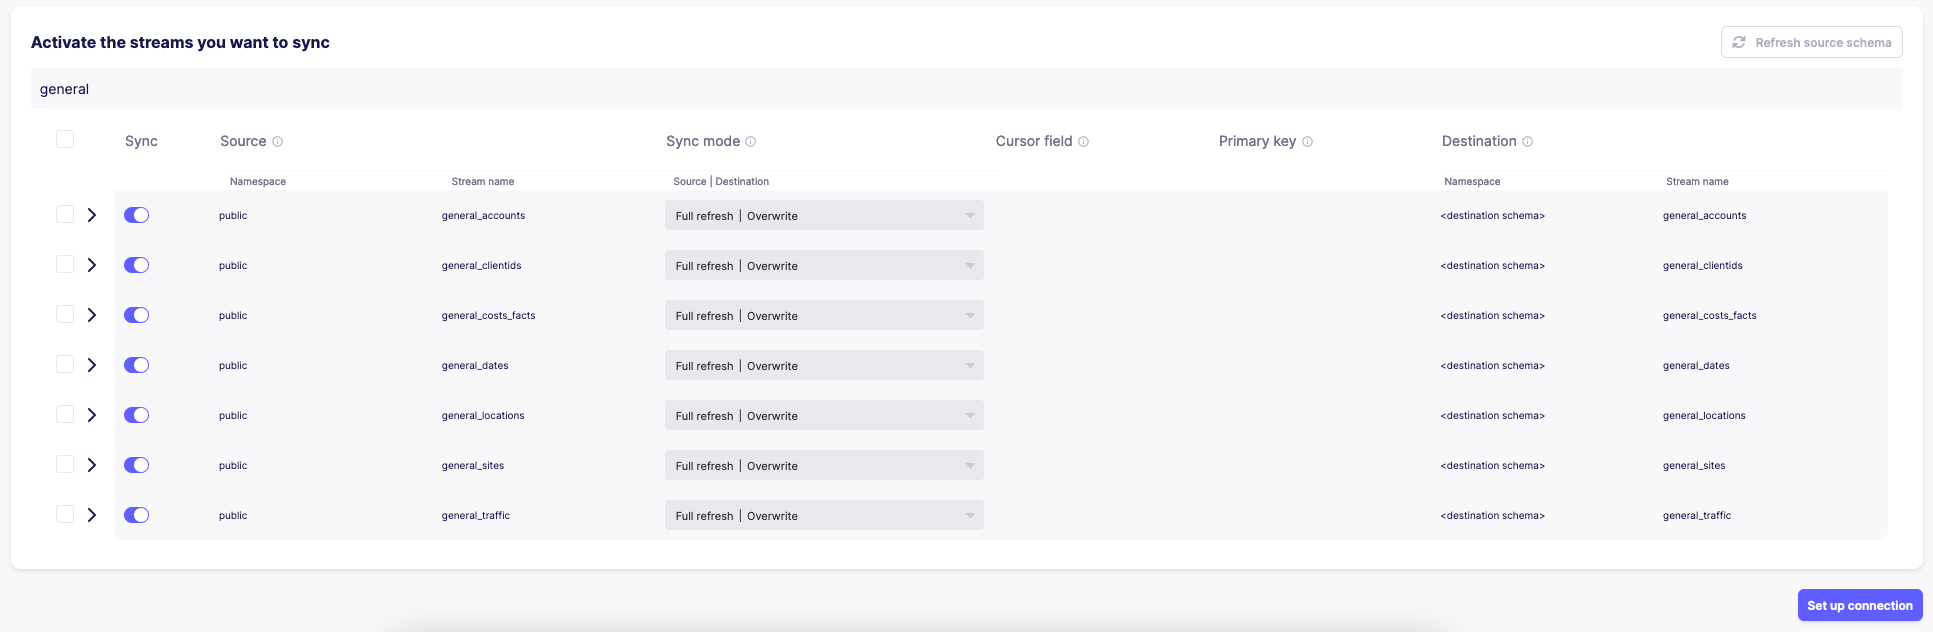 Activate the streams you want to sync
Refresh source schema
general
Sync Source Sync mode Cursor field Primary key Destination
Namespace Stream name Source | Destination Namespace Stream name
public general_accounts Full refresh | Overwrite <destination schema> general_accounts
public general_clientids Full refresh | Overwrite <destination schema> general_clientids
public general_costs_facts Full refresh | Overwrite <destination schema> general_costs_facts
public general_dates Full refresh | Overwrite <destination schema> general_dates
public general_locations Full refresh | Overwrite <destination schema> general_locations
public general_sites Full refresh | Overwrite <destination schema> general_sites
public general_traffic Full refresh | Overwrite <destination schema> general_traffic
Set up connection